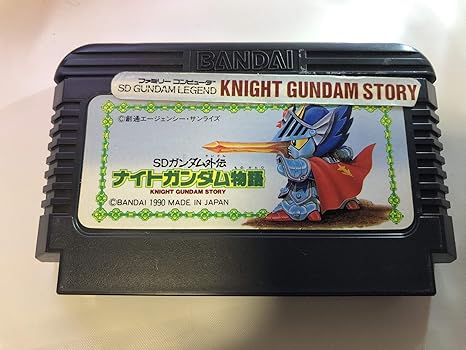 BANDAI
ファミリー コンピューター
SD GUNDAM LEGEND KNIGHT GUNDAM STORY
©創通エージェンシー・サンライズ
SDガンダム外伝
ナイトガンダム物語
KNIGHT GUNDAM STORY
©BANDAI 1990 MADE IN JAPAN